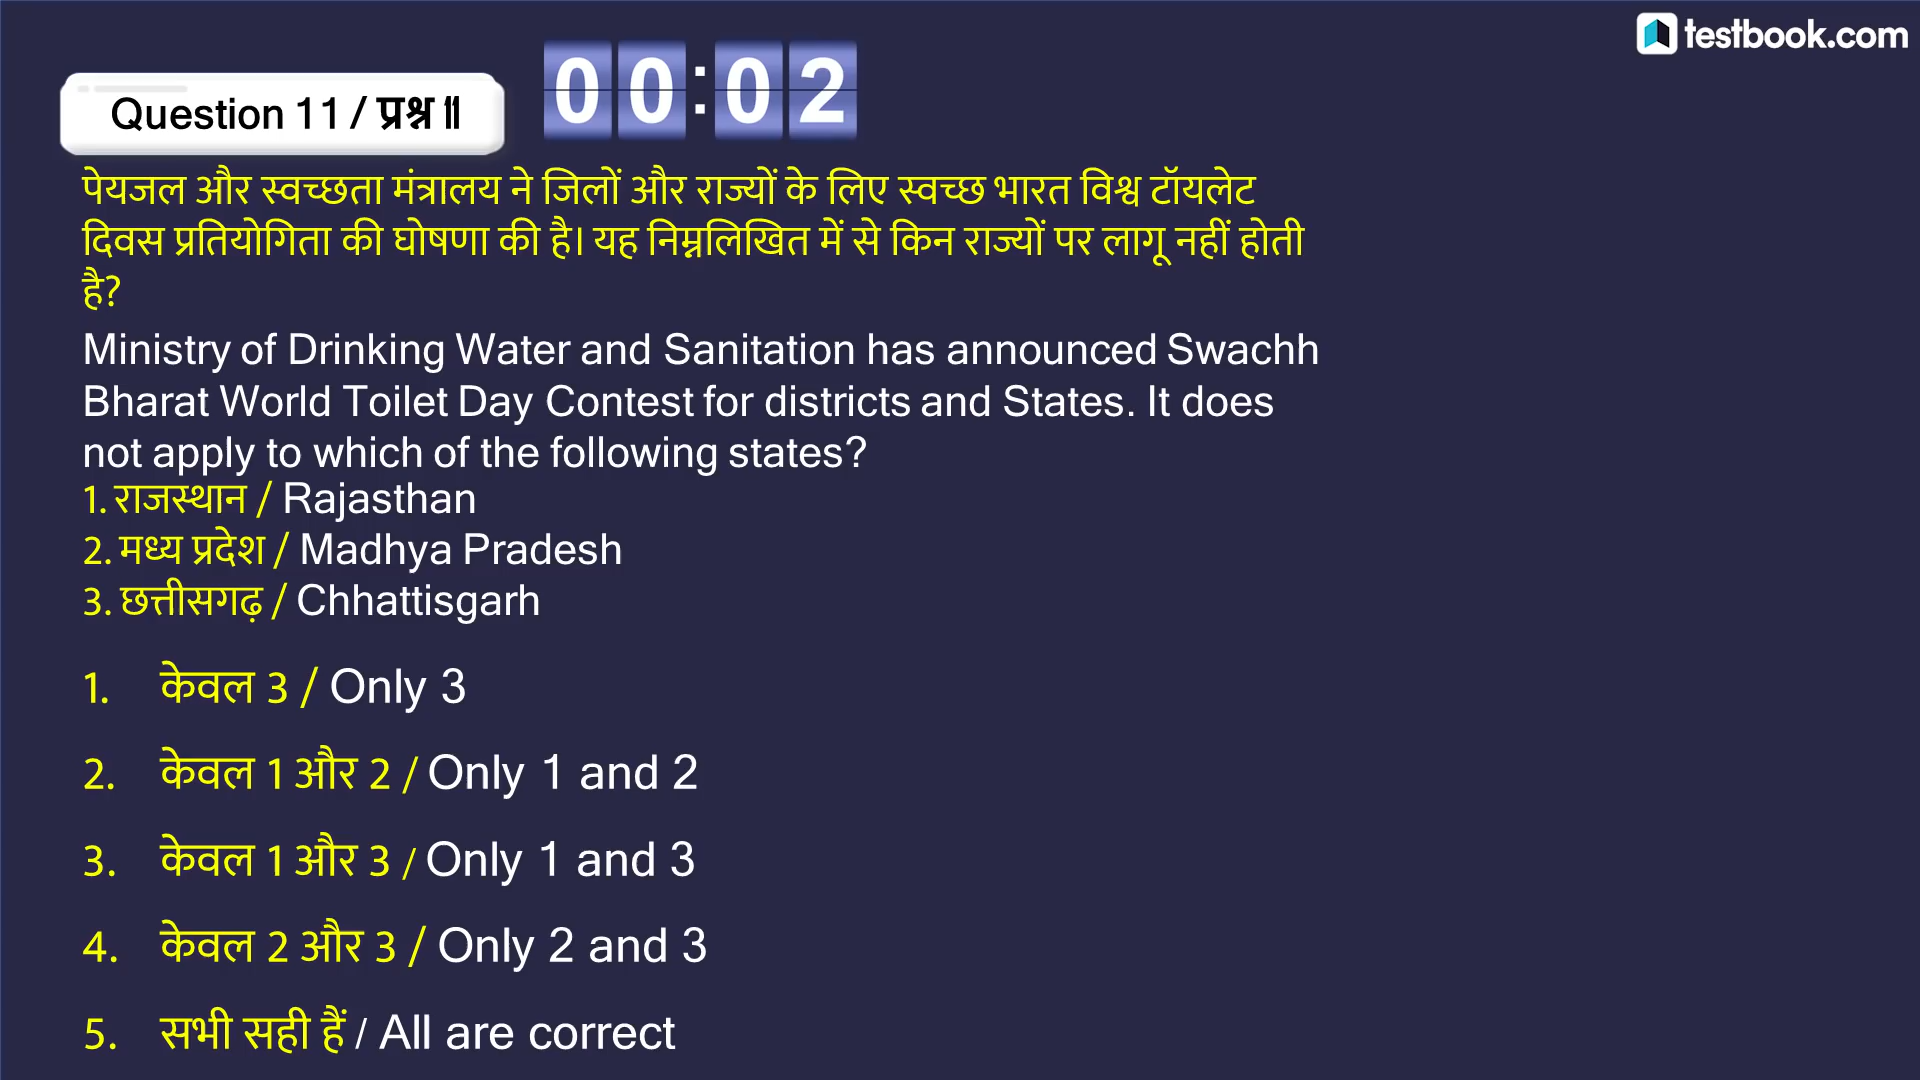 testbook.com
00:02
Question 11 / प्रश्न 11
पेयजल और स्वच्छता मंत्रालय ने जिलों और राज्यों के लिए स्वच्छ भारत विश्व टॉयलेट
दिवस प्रतियोगिता की घोषणा की है। यह निम्नलिखित में से किन राज्यों पर लागू नहीं होती
है?
Ministry of Drinking Water and Sanitation has announced Swachh
Bharat World Toilet Day Contest for districts and States. It does
not apply to which of the following states?
1. राजस्थान / Rajasthan
2. मध्य प्रदेश / Madhya Pradesh
3. छत्तीसगढ़ / Chhattisgarh
1. केवल 3 / Only 3
2. केवल 1 और 2 / Only 1 and 2
3. केवल 1 और 3 / Only 1 and 3
4. केवल 2 और 3 / Only 2 and 3
5. सभी सही हैं / All are correct